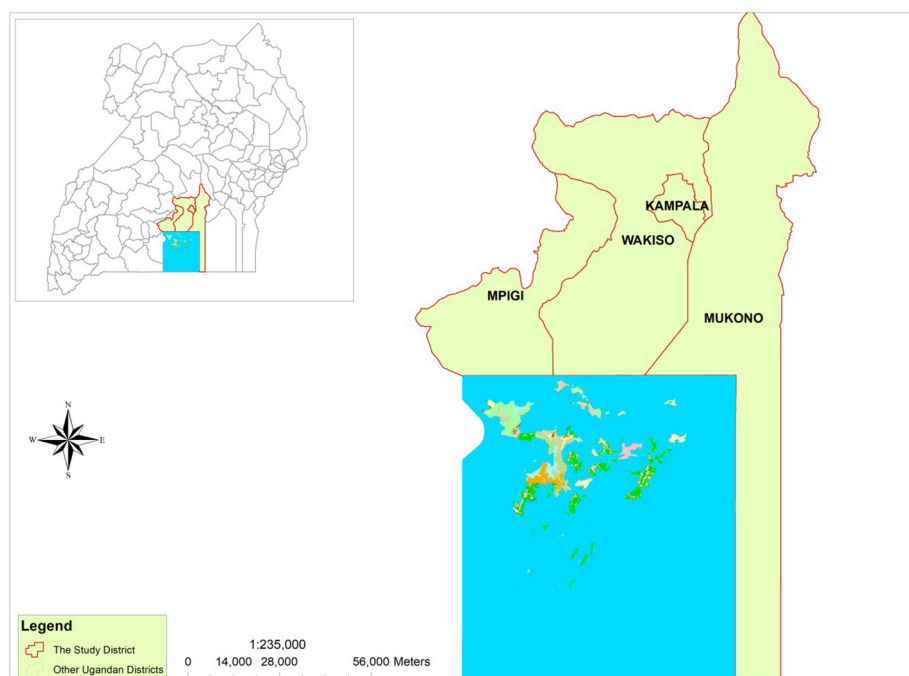 KAMPALA
WAKISO
MPIGI
MUKONO
N
W E
S
Legend
The Study District
Other Ugandan Districts
1:235,000
0 14,000 28,000 56,000 Meters